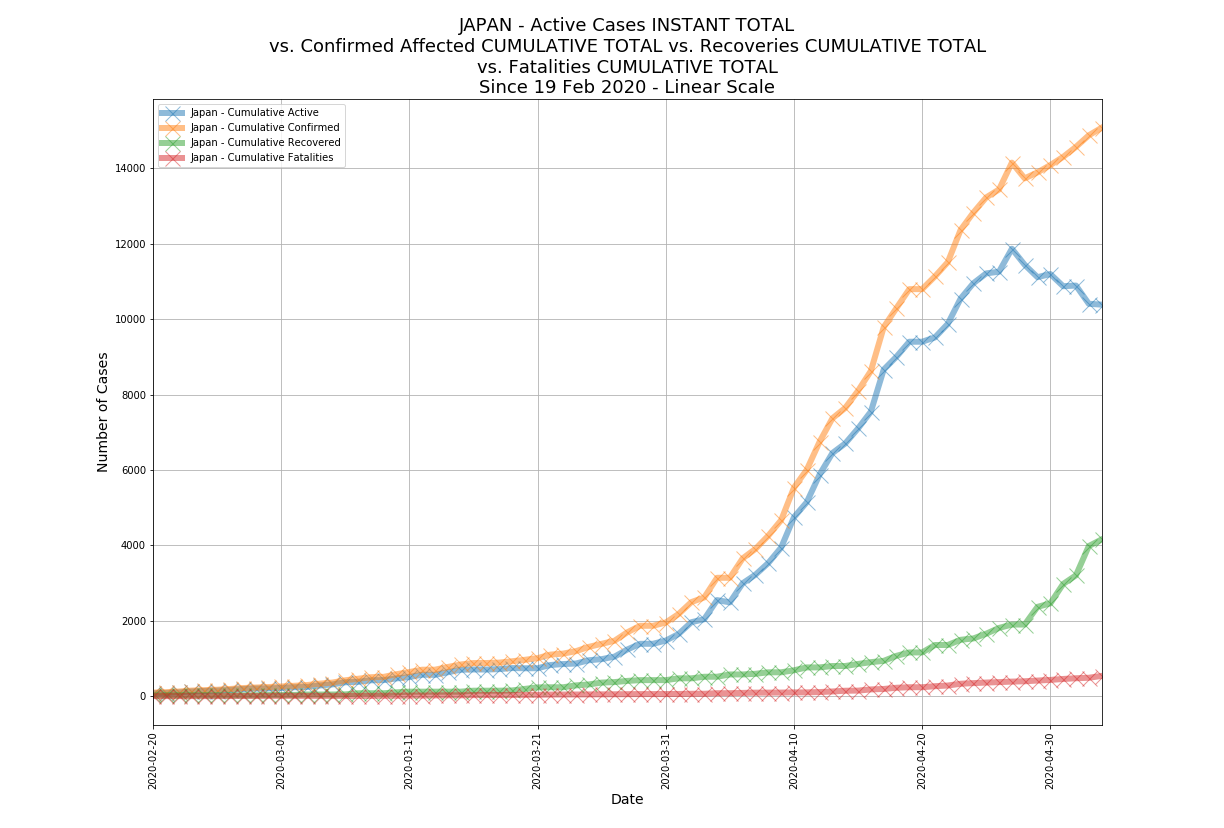 JAPAN - Active Cases INSTANT TOTAL
vs. Confirmed Affected CUMULATIVE TOTAL vs. Recoveries CUMULATIVE TOTAL
vs. Fatalities CUMULATIVE TOTAL
Since 19 Feb 2020 - Linear Scale
Japan - Cumulative Active
Japan - Cumulative Confirmed
Japan - Cumulative Recovered
Japan - Cumulative Fatalities
14000
12000
10000
8000
6000
4000
2000
0
Number of Cases
2020-02-20
2020-03-01
2020-03-11
2020-03-21
2020-03-31
2020-04-10
2020-04-20
2020-04-30
Date